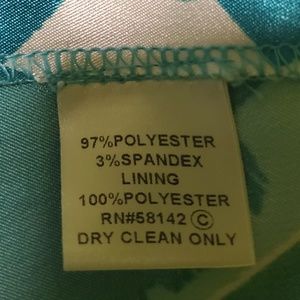 97%POLYESTER
3%SPANDEX
LINING
100%POLYESTER
RN#58142 Ⓒ
DRY CLEAN ONLY